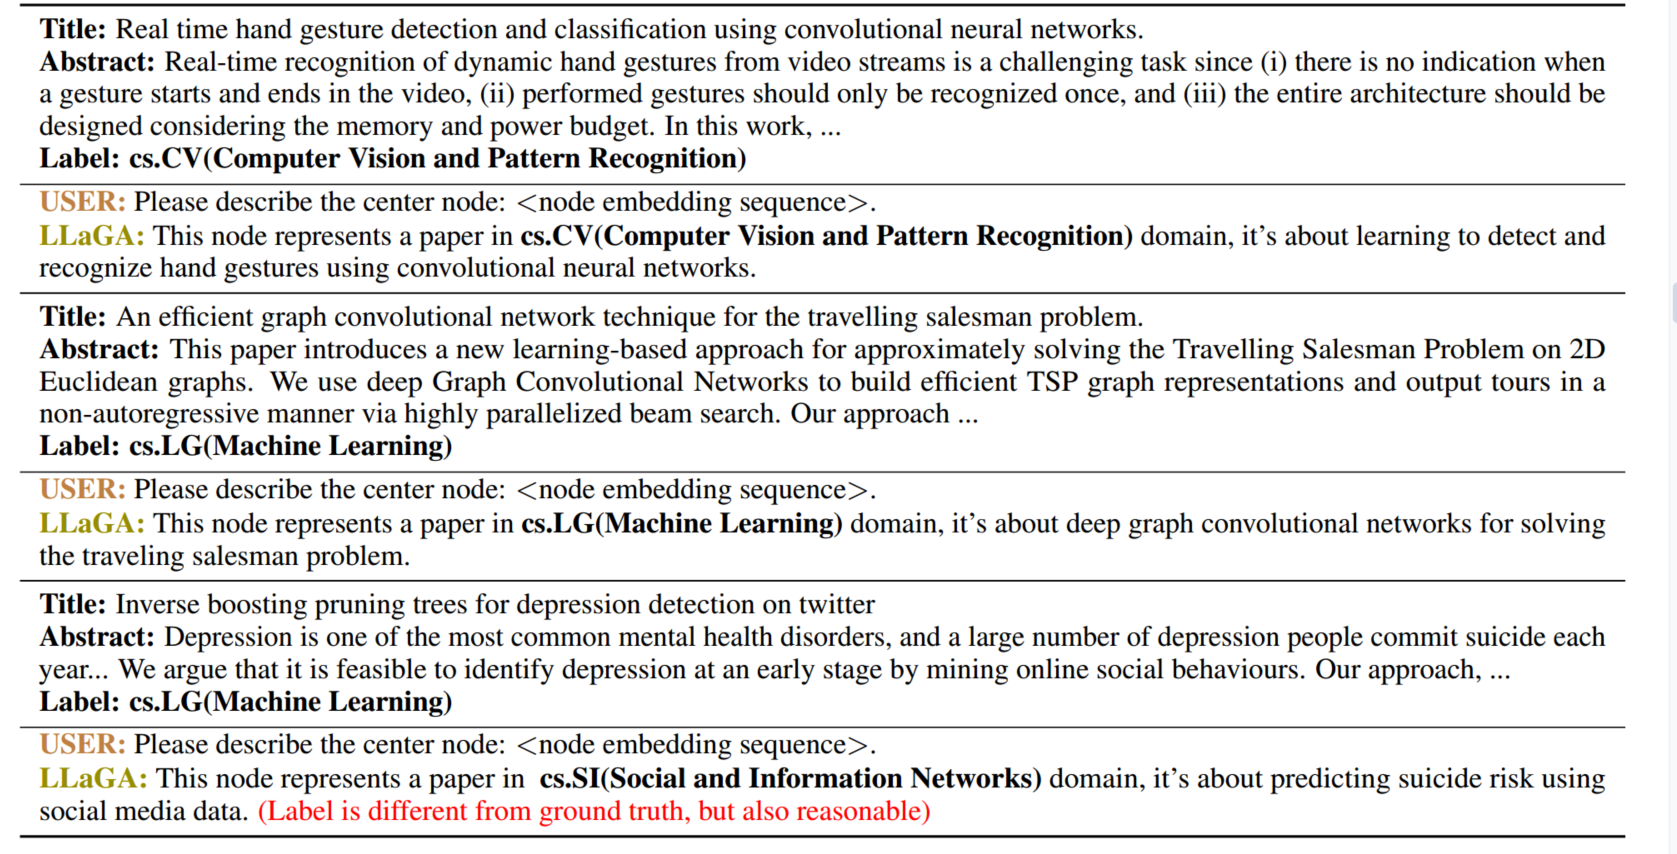 Title: Real time hand gesture detection and classification using convolutional neural networks.
Abstract: Real-time recognition of dynamic hand gestures from video streams is a challenging task since (i) there is no indication when
a gesture starts and ends in the video, (ii) performed gestures should only be recognized once, and (iii) the entire architecture should be
designed considering the memory and power budget. In this work, ...
Label: cs.CV(Computer Vision and Pattern Recognition)
USER: Please describe the center node: <node embedding sequence>.
LLaGA: This node represents a paper in cs.CV(Computer Vision and Pattern Recognition) domain, it's about learning to detect and
recognize hand gestures using convolutional neural networks.
Title: An efficient graph convolutional network technique for the travelling salesman problem.
Abstract: This paper introduces a new learning-based approach for approximately solving the Travelling Salesman Problem on 2D
Euclidean graphs. We use deep Graph Convolutional Networks to build efficient TSP graph representations and output tours in a
non-autoregressive manner via highly parallelized beam search. Our approach ...
Label: cs.LG(Machine Learning)
USER: Please describe the center node: <node embedding sequence>.
LLaGA: This node represents a paper in cs.LG(Machine Learning) domain, it's about deep graph convolutional networks for solving
the traveling salesman problem.
Title: Inverse boosting pruning trees for depression detection on twitter
Abstract: Depression is one of the most common mental health disorders, and a large number of depression people commit suicide each
year... We argue that it is feasible to identify depression at an early stage by mining online social behaviours. Our approach, ...
Label: cs.LG(Machine Learning)
USER: Please describe the center node: <node embedding sequence>.
LLaGA: This node represents a paper in cs.SI(Social and Information Networks) domain, it's about predicting suicide risk using
social media data. (Label is different from ground truth, but also reasonable)